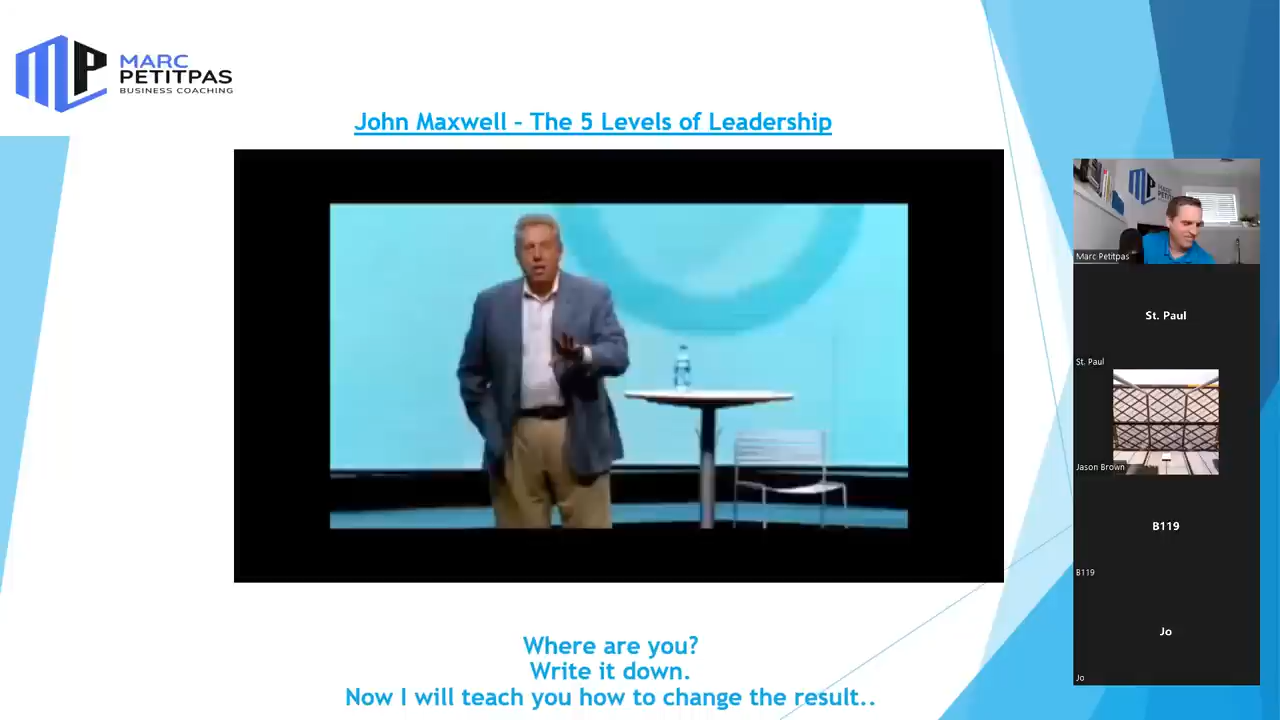 MARC
PETITPAS
BUSINESS COACHING
John Maxwell – The 5 Levels of Leadership
Marc Petitpas
St. Paul
St. Paul
Jason Brown
B119
B119
Jo
Jo
Where are you?
Write it down.
Now I will teach you how to change the result..